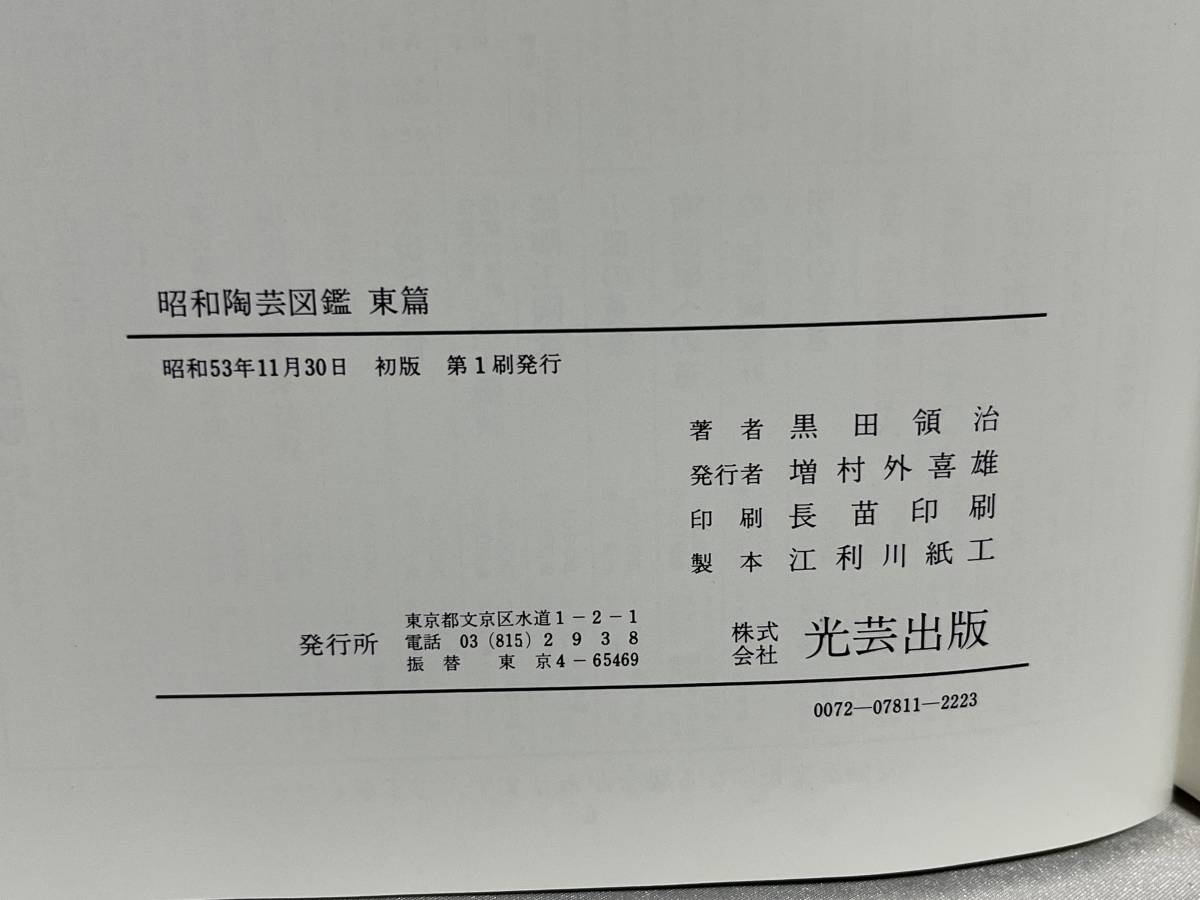 昭和陶芸図鑑 東篇
昭和53年11月30日 初版 第1刷発行
著者 黒田領治
発行者 増村外喜雄
印刷 長苗印刷
製本 江利川紙工
発行所
東京都文京区水道1-2-1
電話 03(815)2938
振替 東京4-65469
株式会社 光芸出版
0072-07811-2223